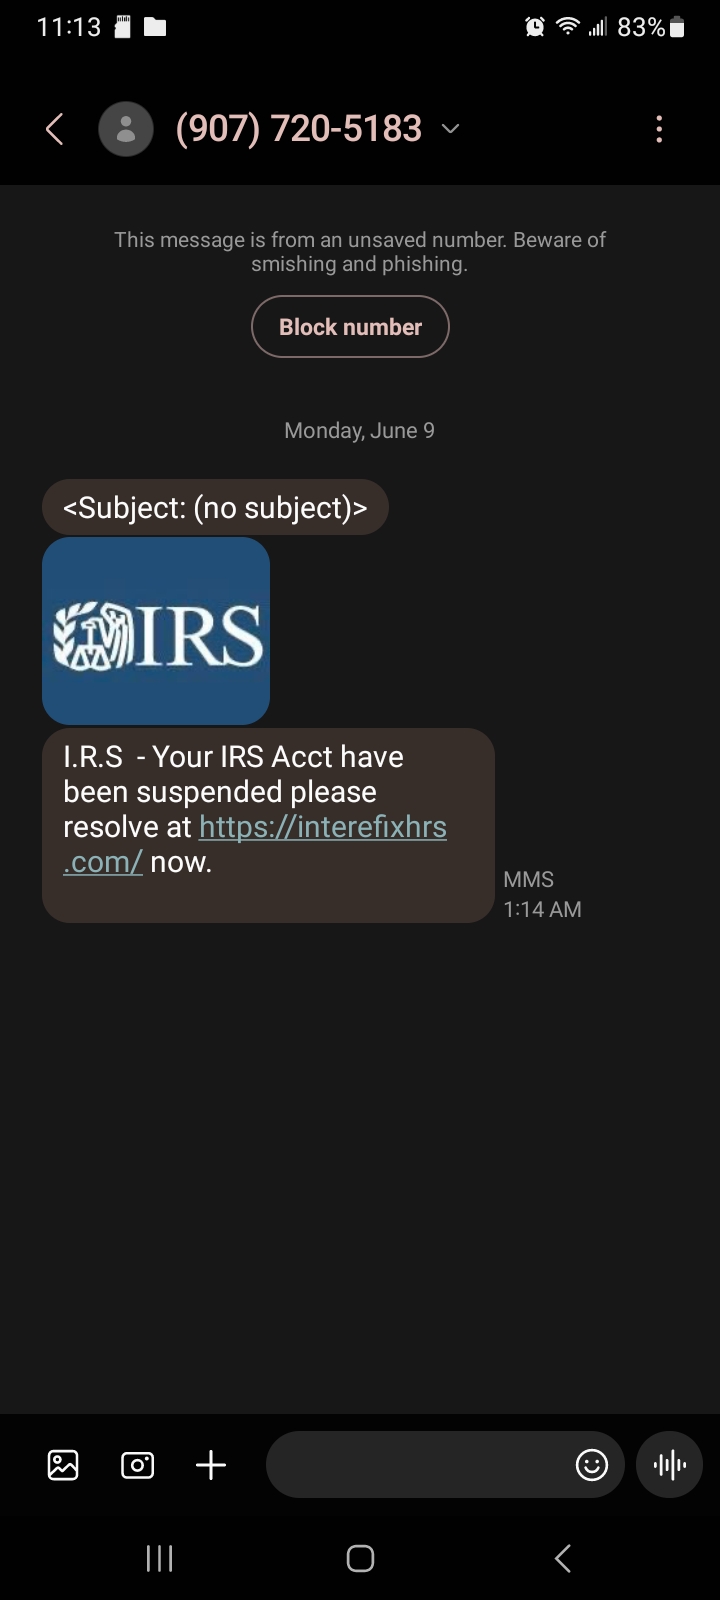 11:13
83%
(907) 720-5183
This message is from an unsaved number. Beware of
smishing and phishing.
Block number
Monday, June 9
<Subject: (no subject)>
IRS
I.R.S  - Your IRS Acct have
been suspended please
resolve at https://interefixhrs
.com/ now.
MMS
1:14 AM